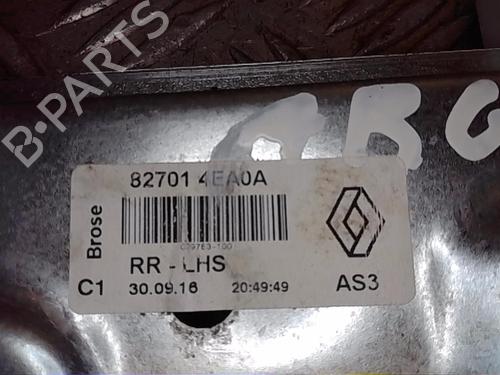 B-PARTS
82701 4EA0A
Brose
RR - LHS
C1
30.09.16
20:49:49
AS3